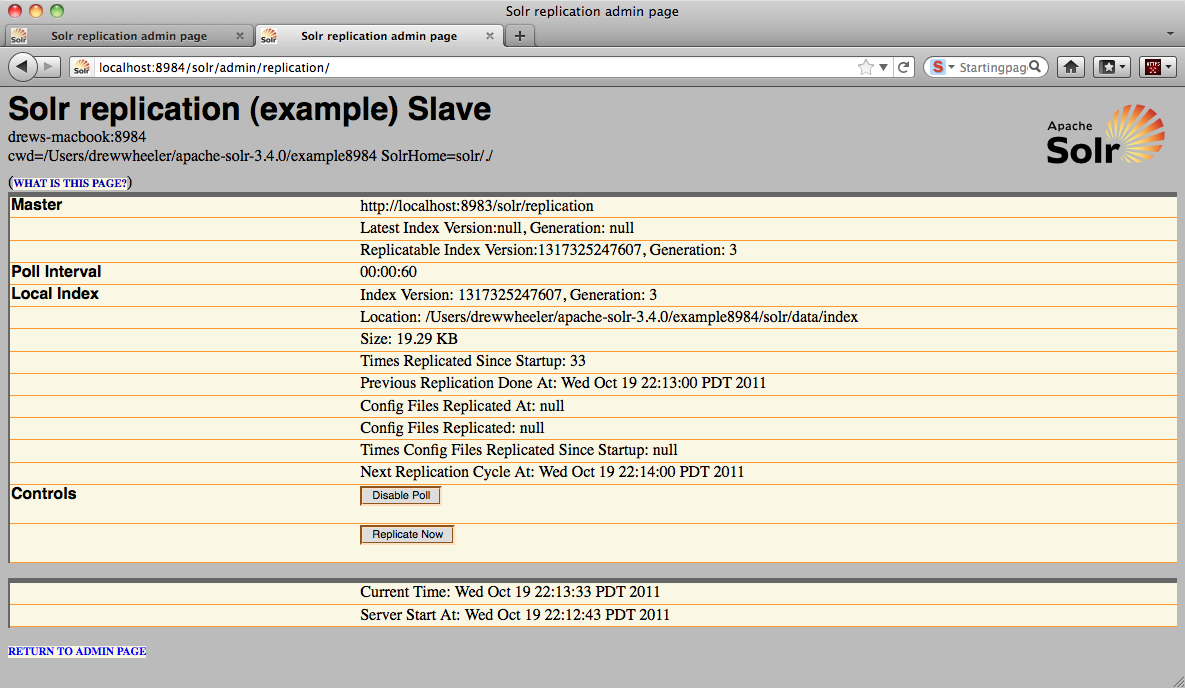 Solr replication admin page
Solr replication admin page
Solr replication admin page
localhost:8984/solr/admin/replication/
Startingpag
Solr replication (example) Slave
drews-macbook:8984
cwd=/Users/drewwheeler/apache-solr-3.4.0/example8984 SolrHome=solr/./
(WHAT IS THIS PAGE?)
Apache
Solr
Master http://localhost:8983/solr/replication
Latest Index Version:null, Generation: null
Replicatable Index Version:1317325247607, Generation: 3
Poll Interval 00:00:60
Local Index Index Version: 1317325247607, Generation: 3
Location: /Users/drewwheeler/apache-solr-3.4.0/example8984/solr/data/index
Size: 19.29 KB
Times Replicated Since Startup: 33
Previous Replication Done At: Wed Oct 19 22:13:00 PDT 2011
Config Files Replicated At: null
Config Files Replicated: null
Times Config Files Replicated Since Startup: null
Next Replication Cycle At: Wed Oct 19 22:14:00 PDT 2011
Controls Disable Poll
Replicate Now
Current Time: Wed Oct 19 22:13:33 PDT 2011
Server Start At: Wed Oct 19 22:12:43 PDT 2011
RETURN TO ADMIN PAGE